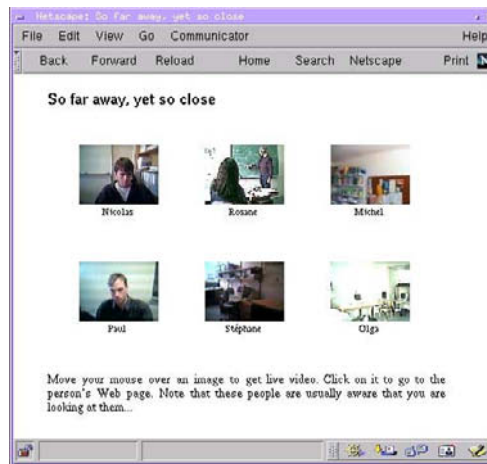 Netscape: So far away, yet so close
File Edit View Go Communicator Help
Back Forward Reload Home Search Netscape Print N
So far away, yet so close
Nicolas Rosane Michel
Paul Stéphane Olga
Move your mouse over an image to get live video. Click on it to go to the
person's Web page. Note that these people are usually aware that you are
looking at them...